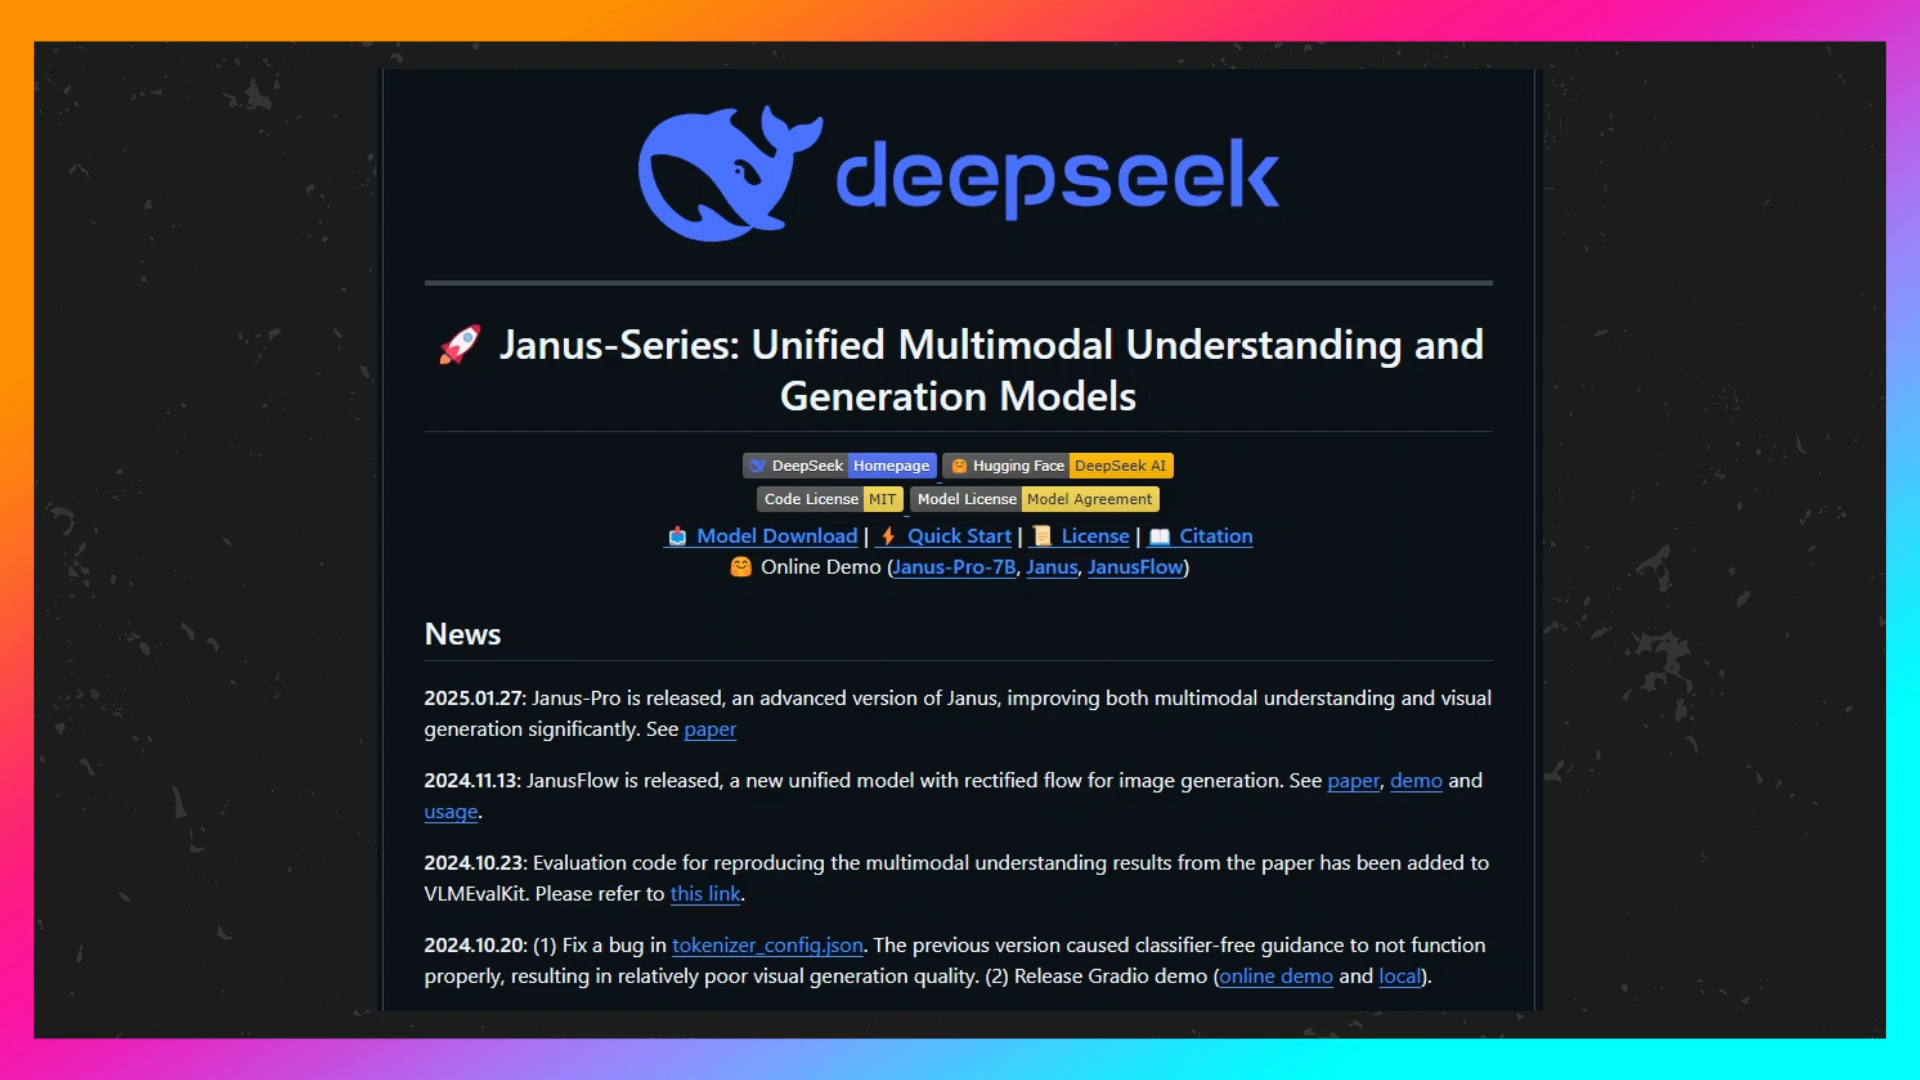 deepseek
🚀 Janus-Series: Unified Multimodal Understanding and
Generation Models
DeepSeek Homepage 🤗 Hugging Face DeepSeek AI
Code License MIT Model License Model Agreement
📥 Model Download | ⚡ Quick Start | 📜 License | 📖 Citation
🤗 Online Demo (Janus-Pro-7B, Janus, JanusFlow)
News
2025.01.27: Janus-Pro is released, an advanced version of Janus, improving both multimodal understanding and visual
generation significantly. See paper
2024.11.13: JanusFlow is released, a new unified model with rectified flow for image generation. See paper, demo and
usage.
2024.10.23: Evaluation code for reproducing the multimodal understanding results from the paper has been added to
VLMEvalKit. Please refer to this link.
2024.10.20: (1) Fix a bug in tokenizer_config.json. The previous version caused classifier-free guidance to not function
properly, resulting in relatively poor visual generation quality. (2) Release Gradio demo (online demo and local).